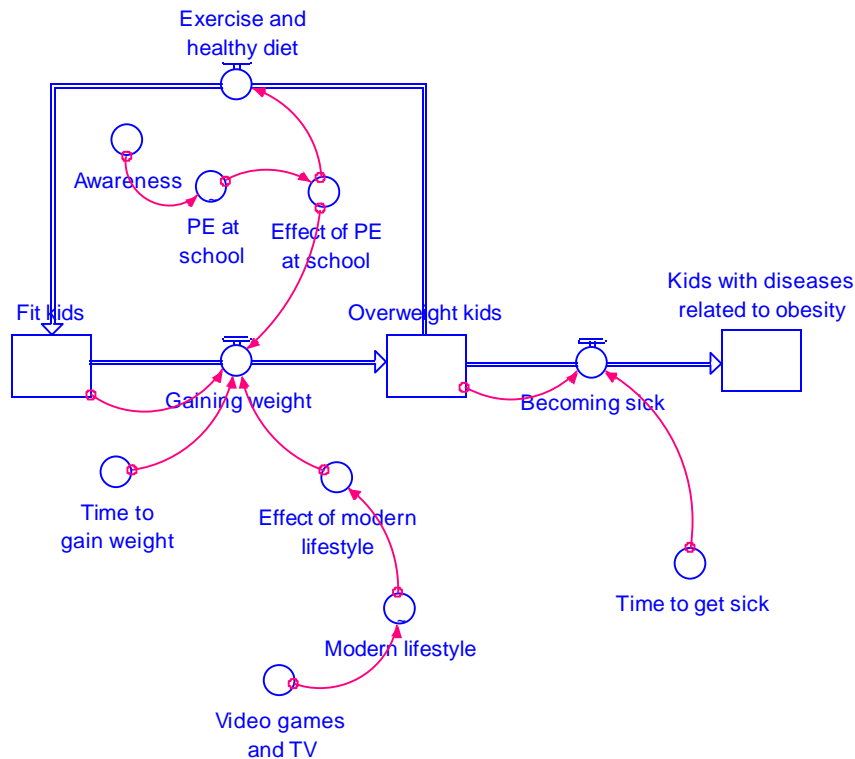 Exercise and
healthy diet
Awareness
PE at
school
Effect of PE
at school
Kids with diseases
related to obesity
Fit kids
Overweight kids
Gaining weight
Becoming sick
Time to
gain weight
Effect of modern
lifestyle
Time to get sick
Modern lifestyle
Video games
and TV